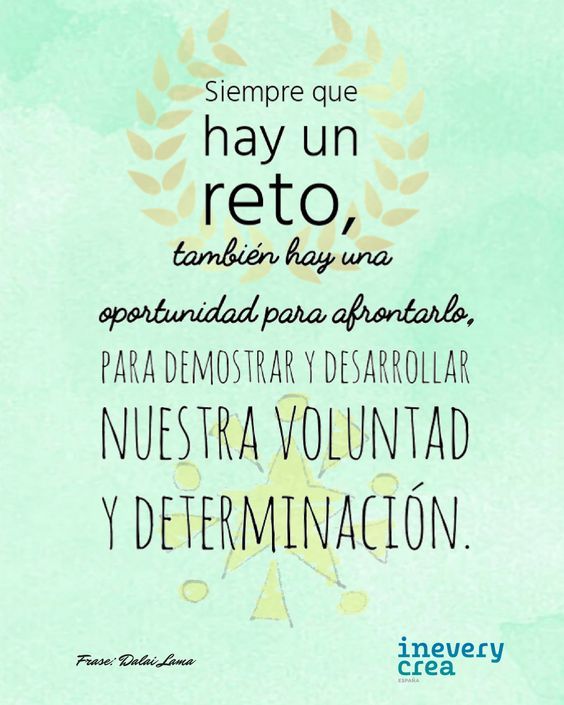 Siempre que
hay un
reto,
también hay una
oportunidad para afrontarlo,
PARA DEMOSTRAR Y DESARROLLAR
NUESTRA VOLUNTAD
Y DETERMINACIÓN.
Frase: Dalai Lama
inevery
crea
ESPAÑA